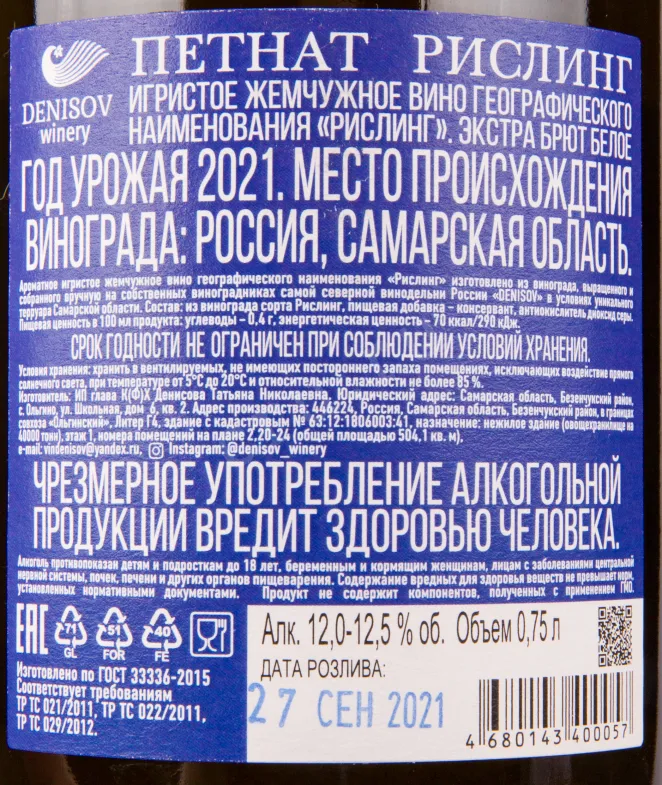 ПЕТНАТ РИСЛИНГ
DENISOV
winery
ИГРИСТОЕ ЖЕМЧУЖНОЕ ВИНО ГЕОГРАФИЧЕСКОГО
НАИМЕНОВАНИЯ «РИСЛИНГ». ЭКСТРА БРЮТ БЕЛОЕ
ГОД УРОЖАЯ 2021. МЕСТО ПРОИСХОЖДЕНИЯ
ВИНОГРАДА: РОССИЯ, САМАРСКАЯ ОБЛАСТЬ.
Ароматное игристое жемчужное вино географического наименования «Рислинг» изготовлено из винограда, выращенного и
собранного вручную на собственных виноградниках самой северной винодельни России «DENISOV» в условиях уникального
терруара Самарской области. Состав: из винограда сорта Рислинг, пищевая добавка – консервант, антиокислитель диоксид серы.
Пищевая ценность в 100 мл продукта: углеводы – 0,4 г, энергетическая ценность – 70 ккал/290 кДж.
СРОК ГОДНОСТИ НЕ ОГРАНИЧЕН ПРИ СОБЛЮДЕНИИ УСЛОВИЙ ХРАНЕНИЯ.
Условия хранения: хранить в вентилируемых, не имеющих постороннего запаха помещениях, исключающих воздействие прямого
солнечного света, при температуре от 5°С до 20°С и относительной влажности не более 85 %.
Изготовитель: ИП глава К(Ф)Х Денисова Татьяна Николаевна. Юридический адрес: Самарская область, Безенчукский район,
с. Ольгино, ул. Школьная, дом 6, кв. 2. Адрес производства: 446224, Россия, Самарская область, Безенчукский район, в границах
совхоза «Ольгинский», Литер Г4, здание с кадастровым № 63:12:1806003:41, назначение: нежилое здание (овощехранилище на
40000 тонн), этаж 1, номера помещений на плане 2,20-24 (общей площадью 504,1 кв. м).
e-mail: vindenisov@yandex.ru, Instagram: @denisov_winery
ЧРЕЗМЕРНОЕ УПОТРЕБЛЕНИЕ АЛКОГОЛЬНОЙ
ПРОДУКЦИИ ВРЕДИТ ЗДОРОВЬЮ ЧЕЛОВЕКА.
Алкоголь противопоказан детям и подросткам до 18 лет, беременным и кормящим женщинам, лицам с заболеваниями центральной
нервной системы, почек, печени и других органов пищеварения. Содержание вредных для здоровья веществ не превышает норм,
установленных нормативными документами. Продукт не содержит компонентов, полученных с применением ГМО.
EAC 71 51 40
GL FOR FE
Изготовлено по ГОСТ 33336-2015
Соответствует требованиям
ТР ТС 021/2011, ТР ТС 022/2011,
ТР ТС 029/2012.
Алк. 12,0-12,5 % об. Объем 0,75 л
ДАТА РОЗЛИВА:
27 СЕН 2021
4 680143 400057